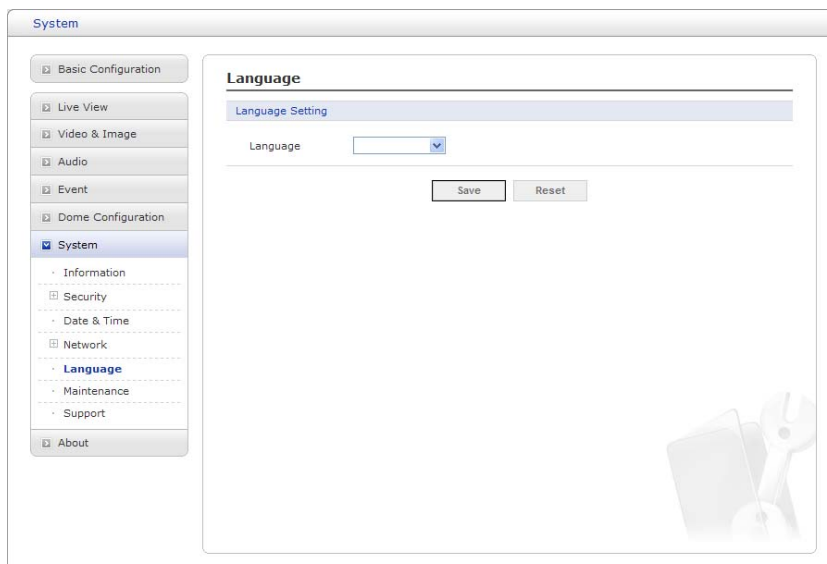 System
Basic Configuration
Live View
Video & Image
Audio
Event
Dome Configuration
System
Information
Security
Date & Time
Network
Language
Maintenance
Support
About
Language
Language Setting
Language
Save
Reset